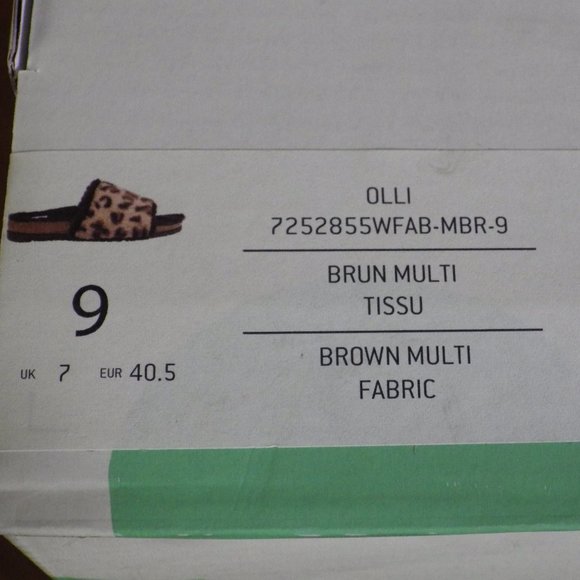 OLLI
7252855WFAB-MBR-9
BRUN MULTI
TISSU
BROWN MULTI
FABRIC
9
UK 7 EUR 40.5